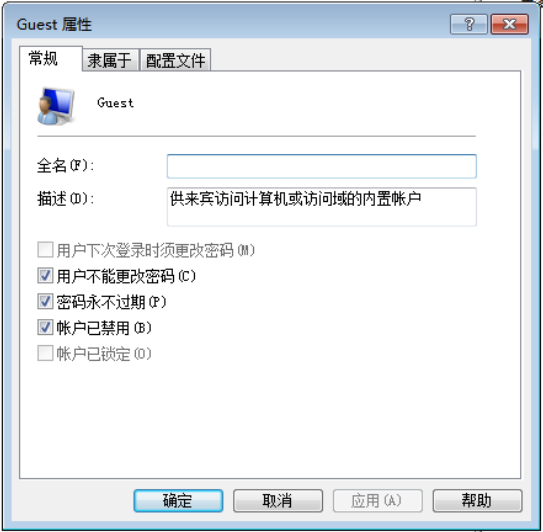 Guest 属性
常规 隶属于 配置文件
Guest
全名(F):
描述(D): 供来宾访问计算机或访问域的内置帐户
用户下次登录时须更改密码(M)
用户不能更改密码(C)
密码永不过期(P)
帐户已禁用(B)
帐户已锁定(O)
确定 取消 应用(A) 帮助